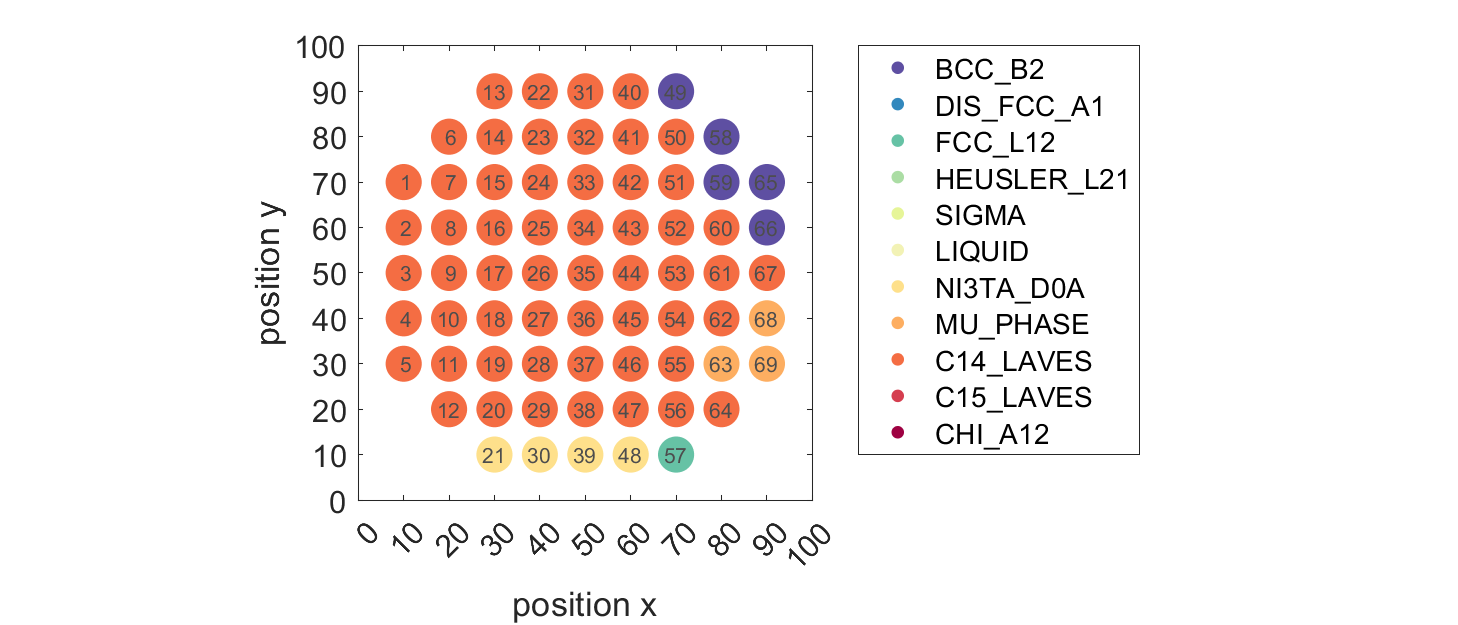 100
90
80
70
60
50
40
30
20
10
0
position y
13 22 31 40 49
6 14 23 32 41 50 58
1 7 15 24 33 42 51 59 65
2 8 16 25 34 43 52 60 66
3 9 17 26 35 44 53 61 67
4 10 18 27 36 45 54 62 68
5 11 19 28 37 46 55 63 69
12 20 29 38 47 56 64
21 30 39 48 57
0 10 20 30 40 50 60 70 80 90 100
position x
BCC_B2
DIS_FCC_A1
FCC_L12
HEUSLER_L21
SIGMA
LIQUID
NI3TA_D0A
MU_PHASE
C14_LAVES
C15_LAVES
CHI_A12